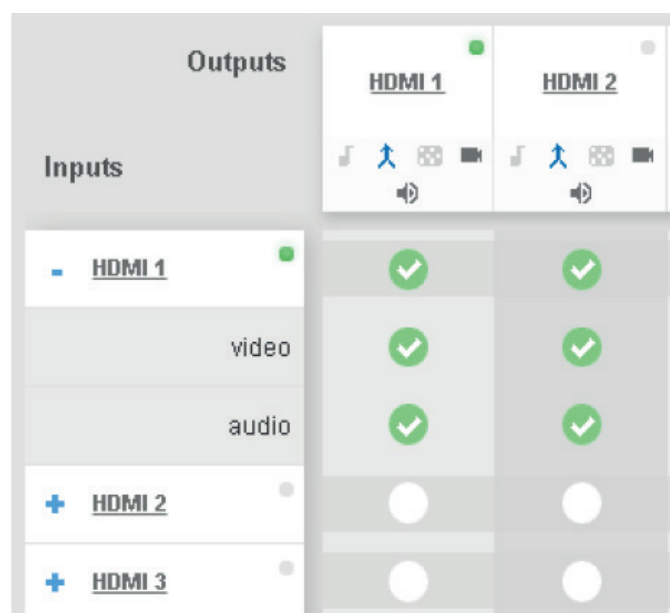 Outputs
HDMI 1
HDMI 2
Inputs
- HDMI 1
video
audio
+ HDMI 2
+ HDMI 3